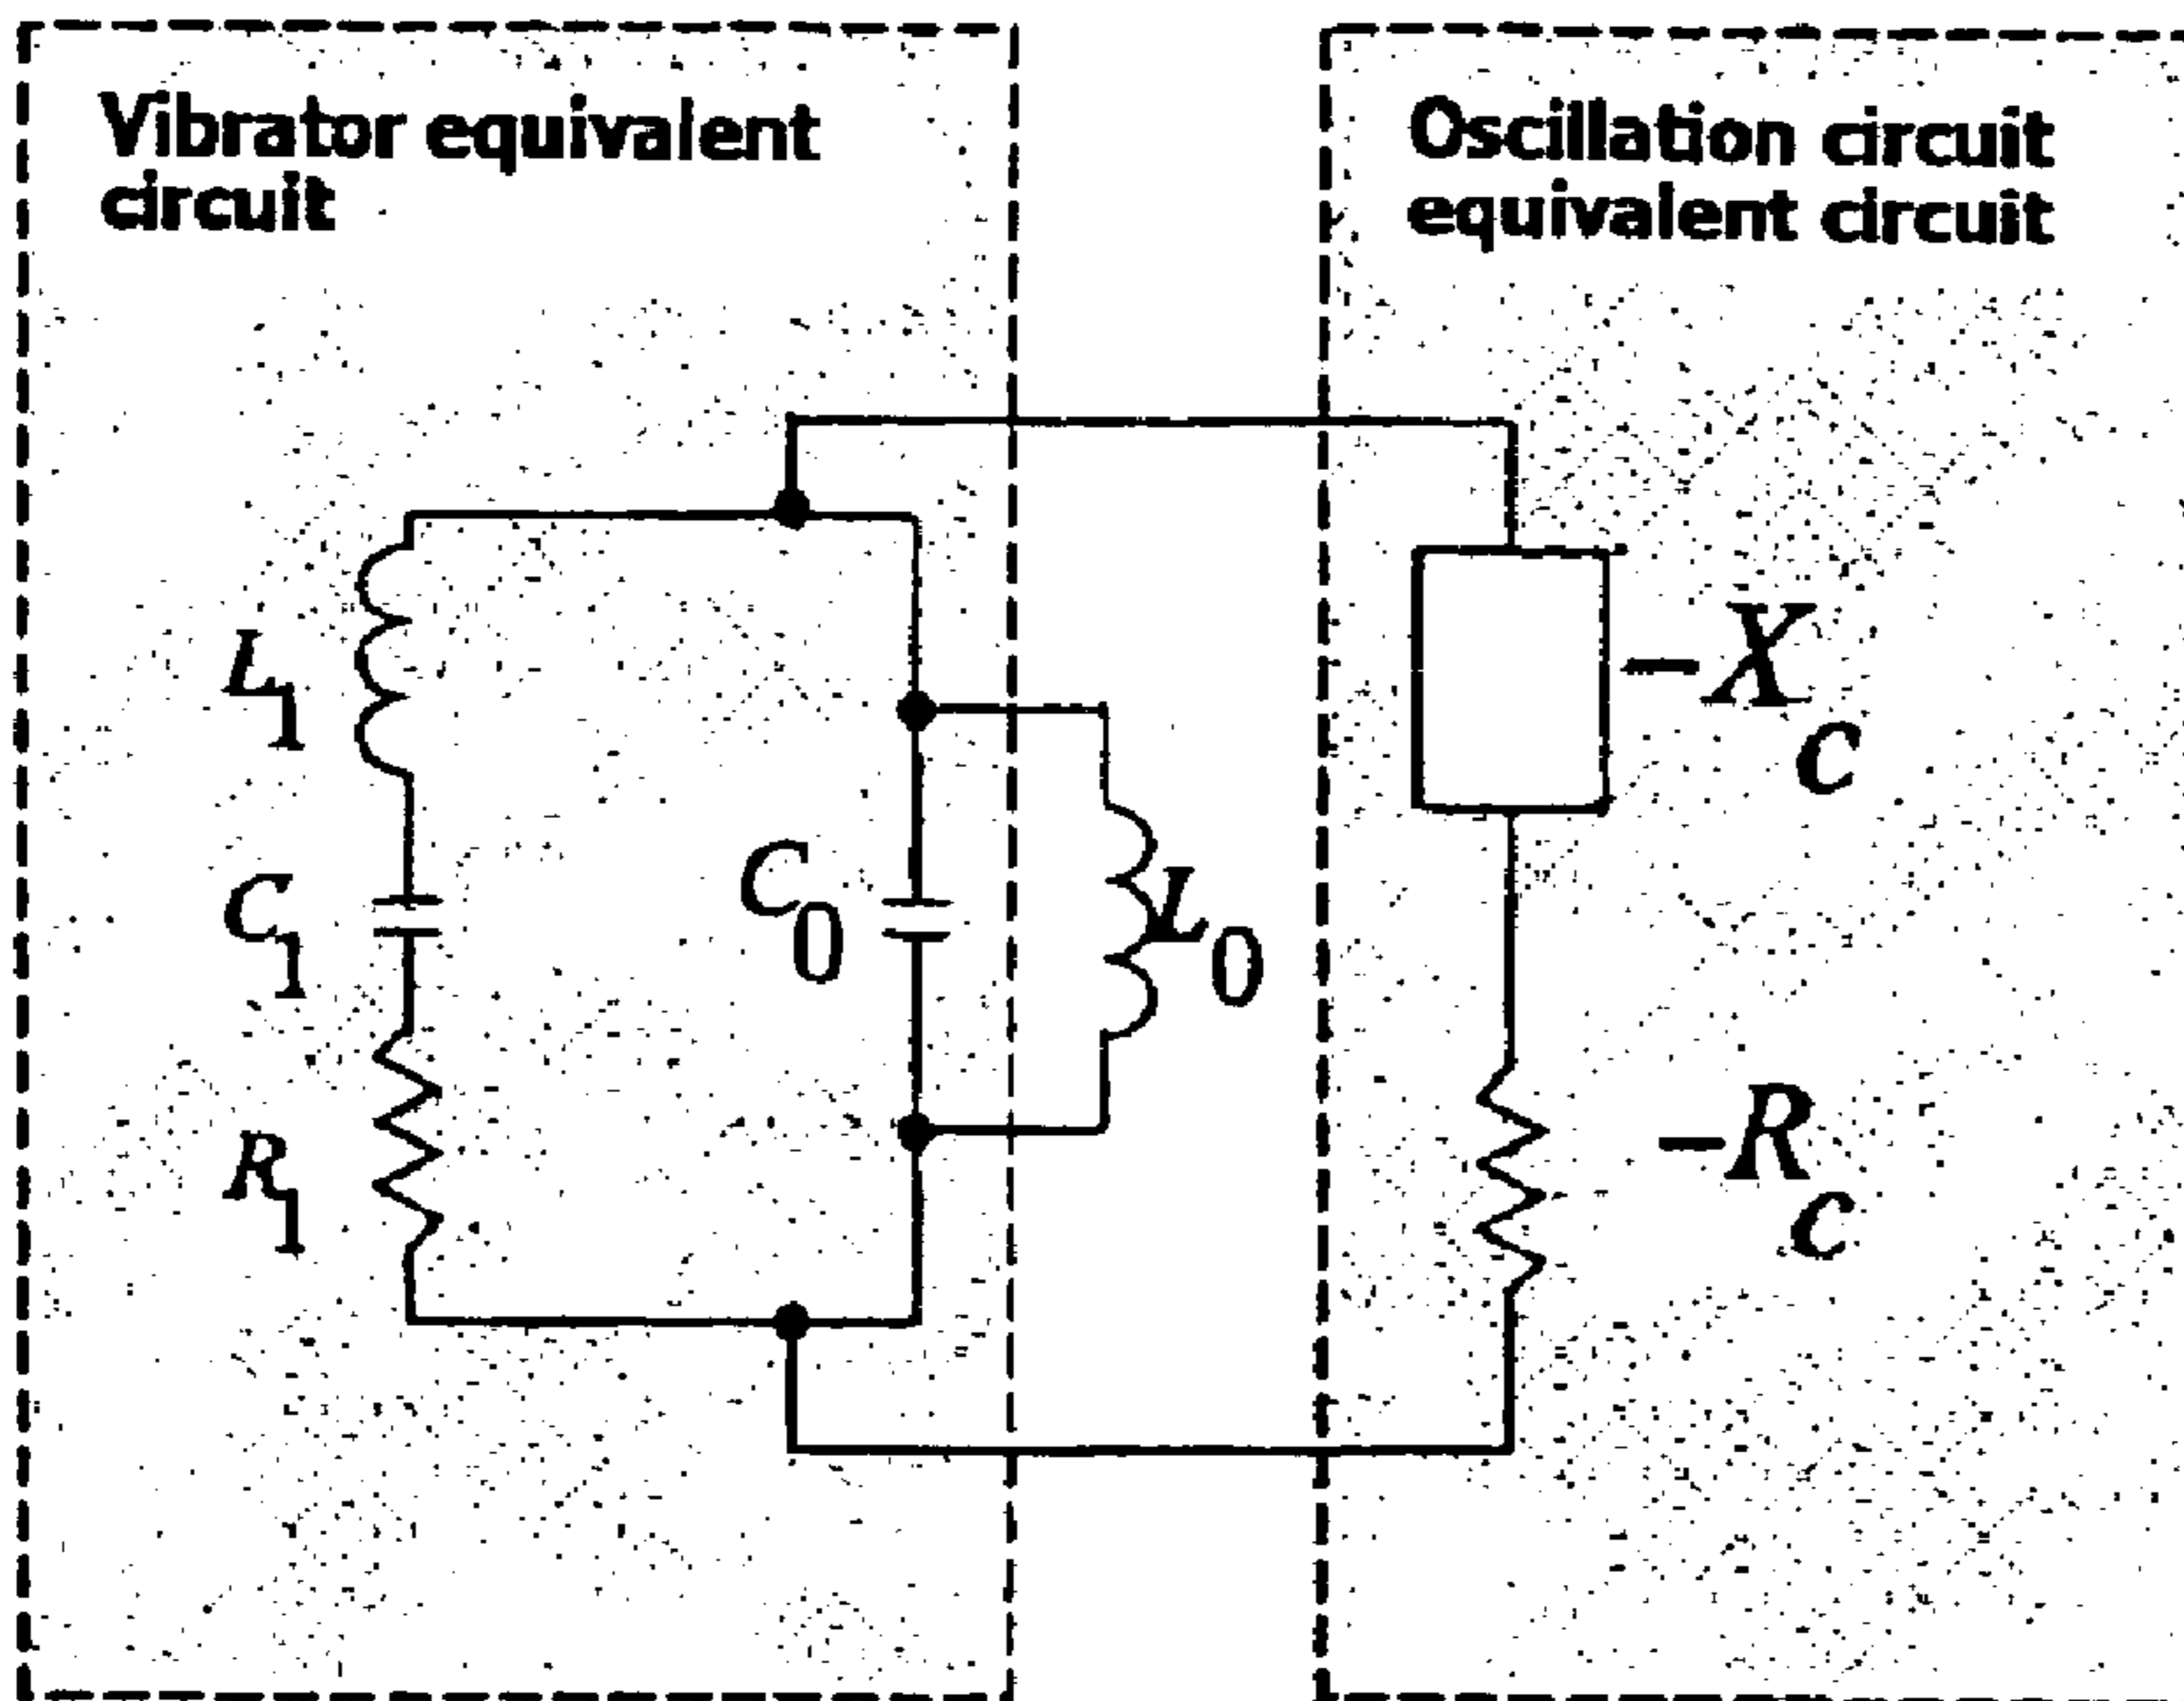 Vibrator equivalent
circuit
Oscillation circuit
equivalent circuit
L1
C1
R1
C0
L0
−XC
−RC